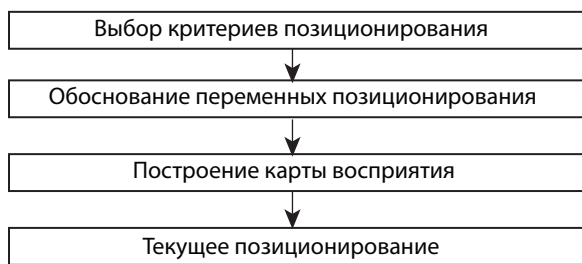 Выбор критериев позиционирования
Обоснование переменных позиционирования
Построение карты восприятия
Текущее позиционирование